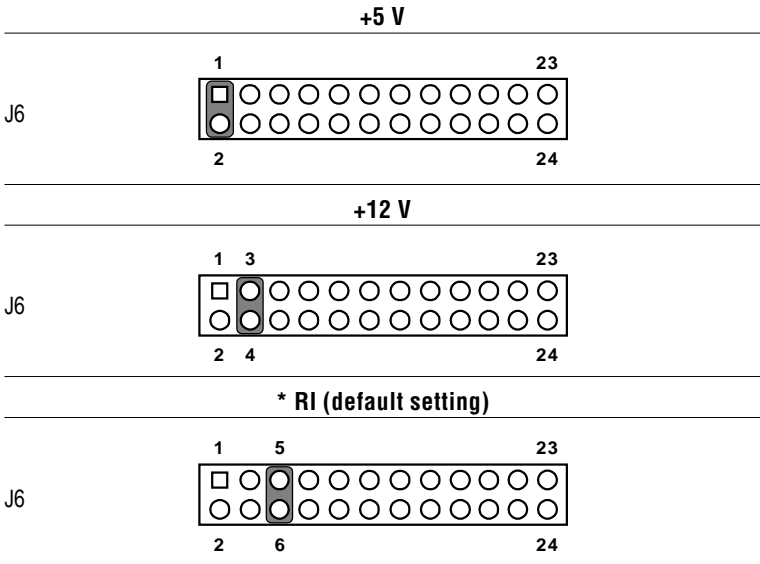 +5 V
1 23
J6
2 24
+12 V
1 3 23
J6
2 4 24
* RI (default setting)
1 5 23
J6
2 6 24